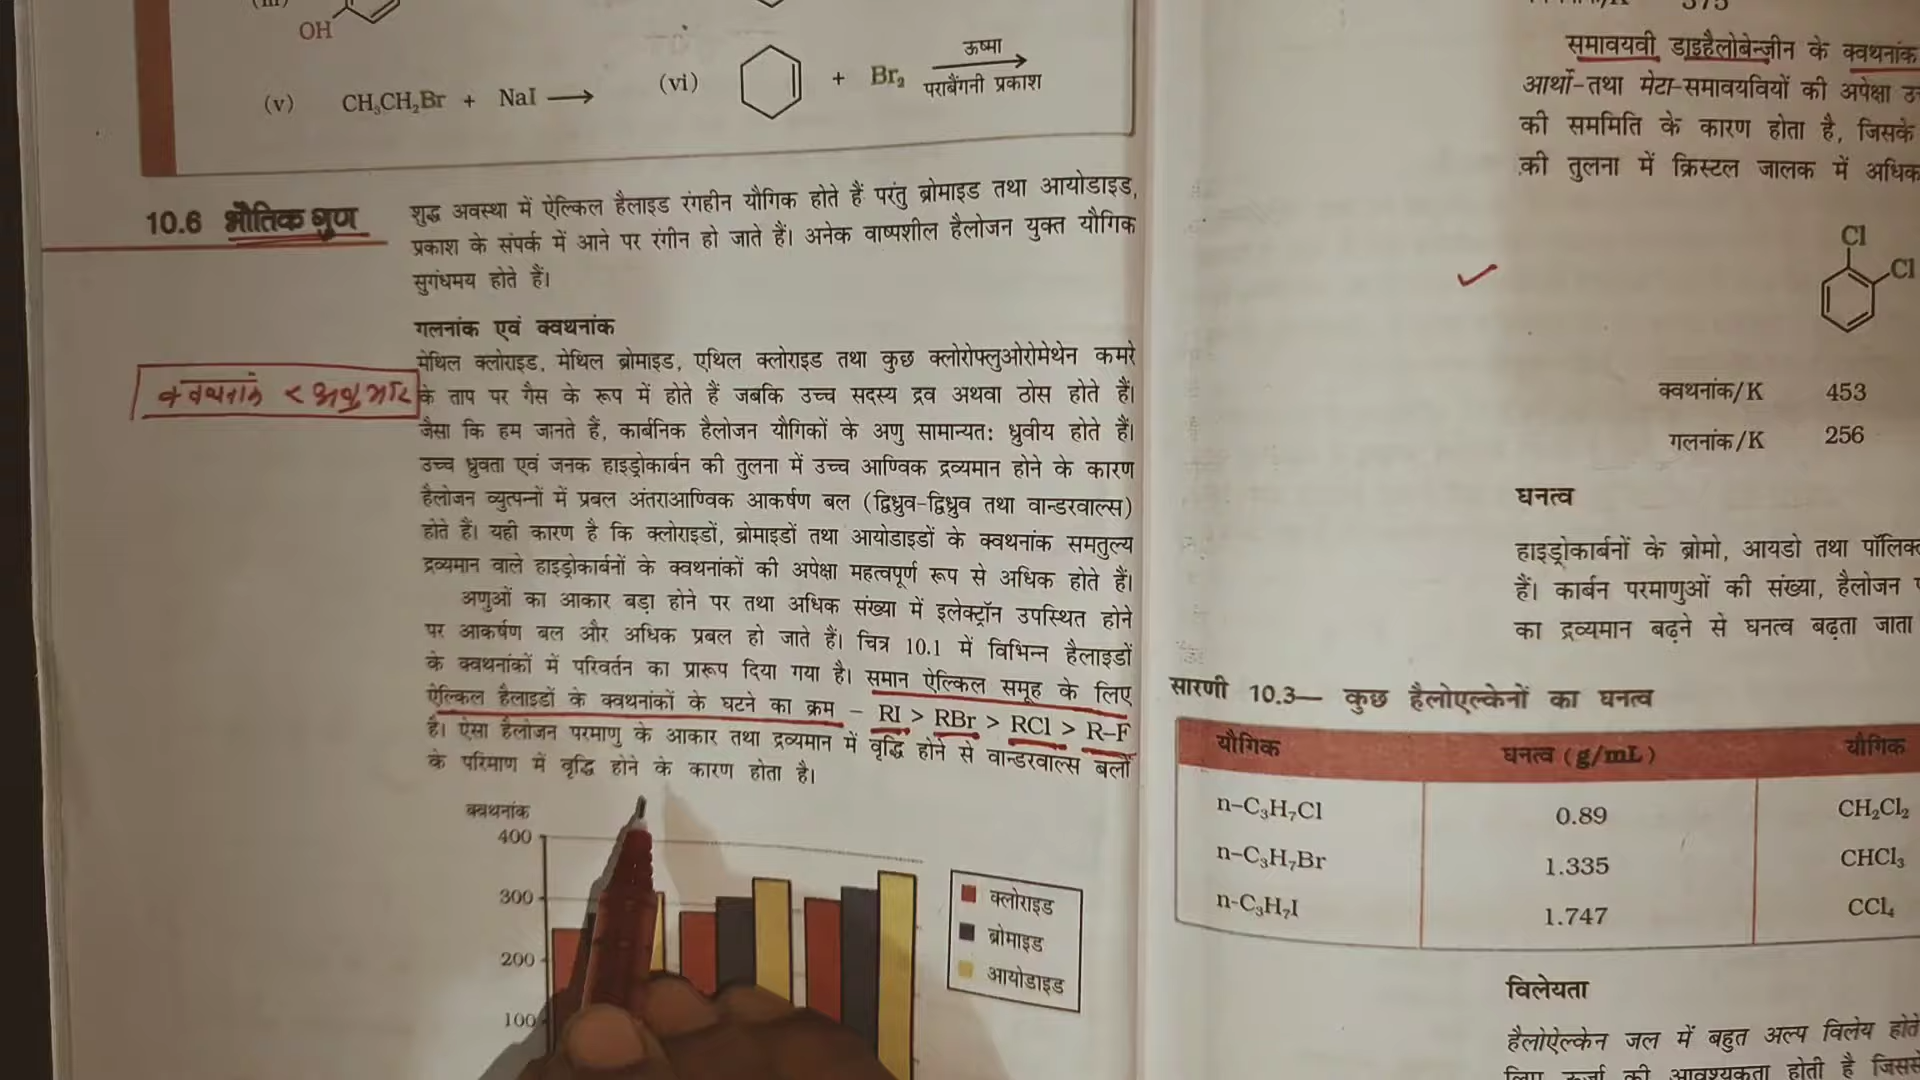 OH
(v) CH₃CH₂Br + NaI ⟶
(vi) + Br₂ ऊष्मा
पराबैंगनी प्रकाश
10.6 भौतिक गुण
शुद्ध अवस्था में ऐल्किल हैलाइड रंगहीन यौगिक होते हैं परंतु ब्रोमाइड तथा आयोडाइड,
प्रकाश के संपर्क में आने पर रंगीन हो जाते हैं। अनेक वाष्पशील हैलोजन युक्त यौगिक
सुगंधमय होते हैं।
गलनांक एवं क्वथनांक
मेथिल क्लोराइड, मेथिल ब्रोमाइड, एथिल क्लोराइड तथा कुछ क्लोरोफ्लुओरोमेथेन कमरे
के ताप पर गैस के रूप में होते हैं जबकि उच्च सदस्य द्रव अथवा ठोस होते हैं।
जैसा कि हम जानते हैं, कार्बनिक हैलोजन यौगिकों के अणु सामान्यत: ध्रुवीय होते हैं।
उच्च ध्रुवता एवं जनक हाइड्रोकार्बन की तुलना में उच्च आण्विक द्रव्यमान होने के कारण
हैलोजन व्युत्पन्नों में प्रबल अंतराआण्विक आकर्षण बल (द्विध्रुव-द्विध्रुव तथा वान्डरवाल्स)
होते हैं। यही कारण है कि क्लोराइडों, ब्रोमाइडों तथा आयोडाइडों के क्वथनांक समतुल्य
द्रव्यमान वाले हाइड्रोकार्बनों के क्वथनांकों की अपेक्षा महत्वपूर्ण रूप से अधिक होते हैं।
अणुओं का आकार बड़ा होने पर तथा अधिक संख्या में इलेक्ट्रॉन उपस्थित होने
पर आकर्षण बल और अधिक प्रबल हो जाते हैं। चित्र 10.1 में विभिन्न हैलाइडों
के क्वथनांकों में परिवर्तन का प्रारूप दिया गया है। समान ऐल्किल समूह के लिए
ऐल्किल हैलाइडों के क्वथनांकों के घटने का क्रम – RI > RBr > RCl > R–F
है। ऐसा हैलोजन परमाणु के आकार तथा द्रव्यमान में वृद्धि होने से वान्डरवाल्स बलों
के परिमाण में वृद्धि होने के कारण होता है।
क्वथनांक
400
300
200
100
क्लोराइड
ब्रोमाइड
आयोडाइड
समावयवी डाइहैलोबेन्ज़ीन के क्वथनांक
आर्थो-तथा मेटा-समावयवियों की अपेक्षा
की सममिति के कारण होता है, जिसके
की तुलना में क्रिस्टल जालक में अधिक
Cl
Cl
क्वथनांक/K 453
गलनांक/K 256
घनत्व
हाइड्रोकार्बनों के ब्रोमो, आयडो तथा
हैं। कार्बन परमाणुओं की संख्या, हैलोजन
का द्रव्यमान बढ़ने से घनत्व बढ़ता जाता
सारणी 10.3— कुछ हैलोएल्केनों का घनत्व
यौगिक घनत्व (g/mL) यौगिक
n–C₃H₇Cl 0.89 CH₂Cl₂
n–C₃H₇Br 1.335 CHCl₃
n-C₃H₇I 1.747 CCl₄
विलेयता
हैलोऐल्केन जल में बहुत अल्प विलेय होते
लिए ऊर्जा की आवश्यकता होती है जिससे